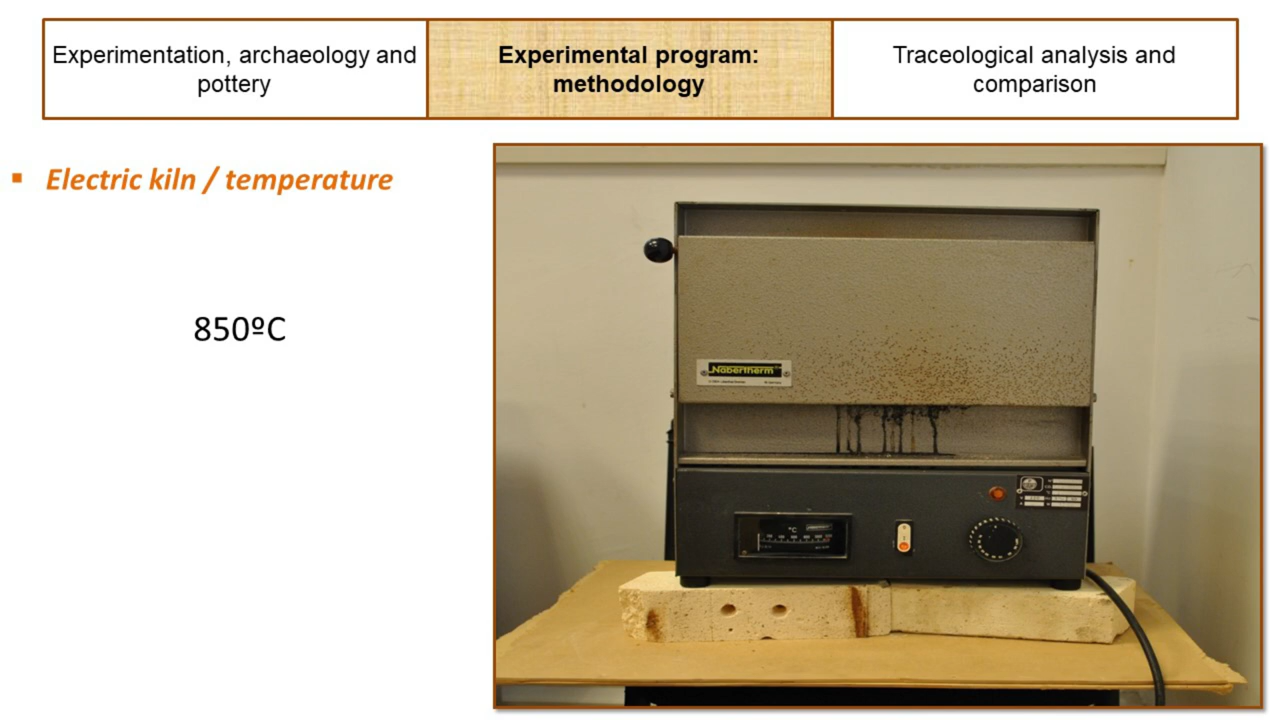 Experimentation, archaeology and
pottery
Experimental program:
methodology
Traceological analysis and
comparison
▪ Electric kiln / temperature
850ºC
Nabertherm
°C